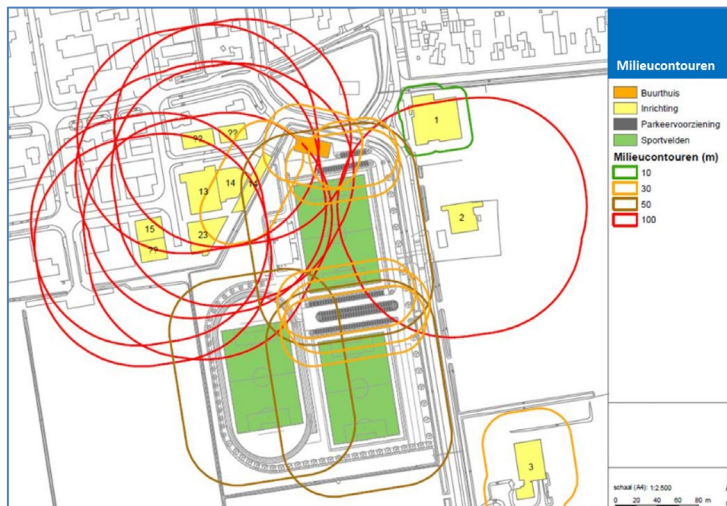 Milieucontouren
Buurthuis
Inrichting
Parkeervoorziening
Sportvelden
Milieucontouren (m)
10
30
50
100
1
??
??
13
14
14
2
15
??
23
3
schaal (A4): 1:2.500
0 20 40 60 80 m